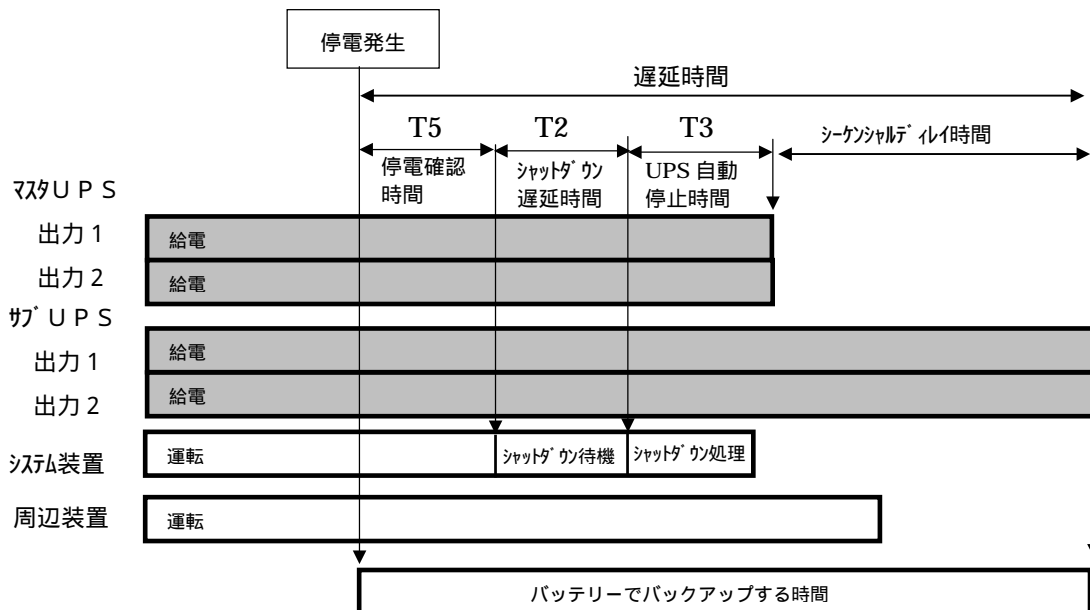 停電発生
遅延時間
T5
T2
T3
シーケンシャルディレイ時間
停電確認
時間
シャットダウン
遅延時間
UPS 自動
停止時間
マスタＵＰＳ
出力１
給電
出力２
給電
サブＵＰＳ
出力１
給電
出力２
給電
システム装置
運転
シャットダウン待機
シャットダウン処理
周辺装置
運転
バッテリーでバックアップする時間